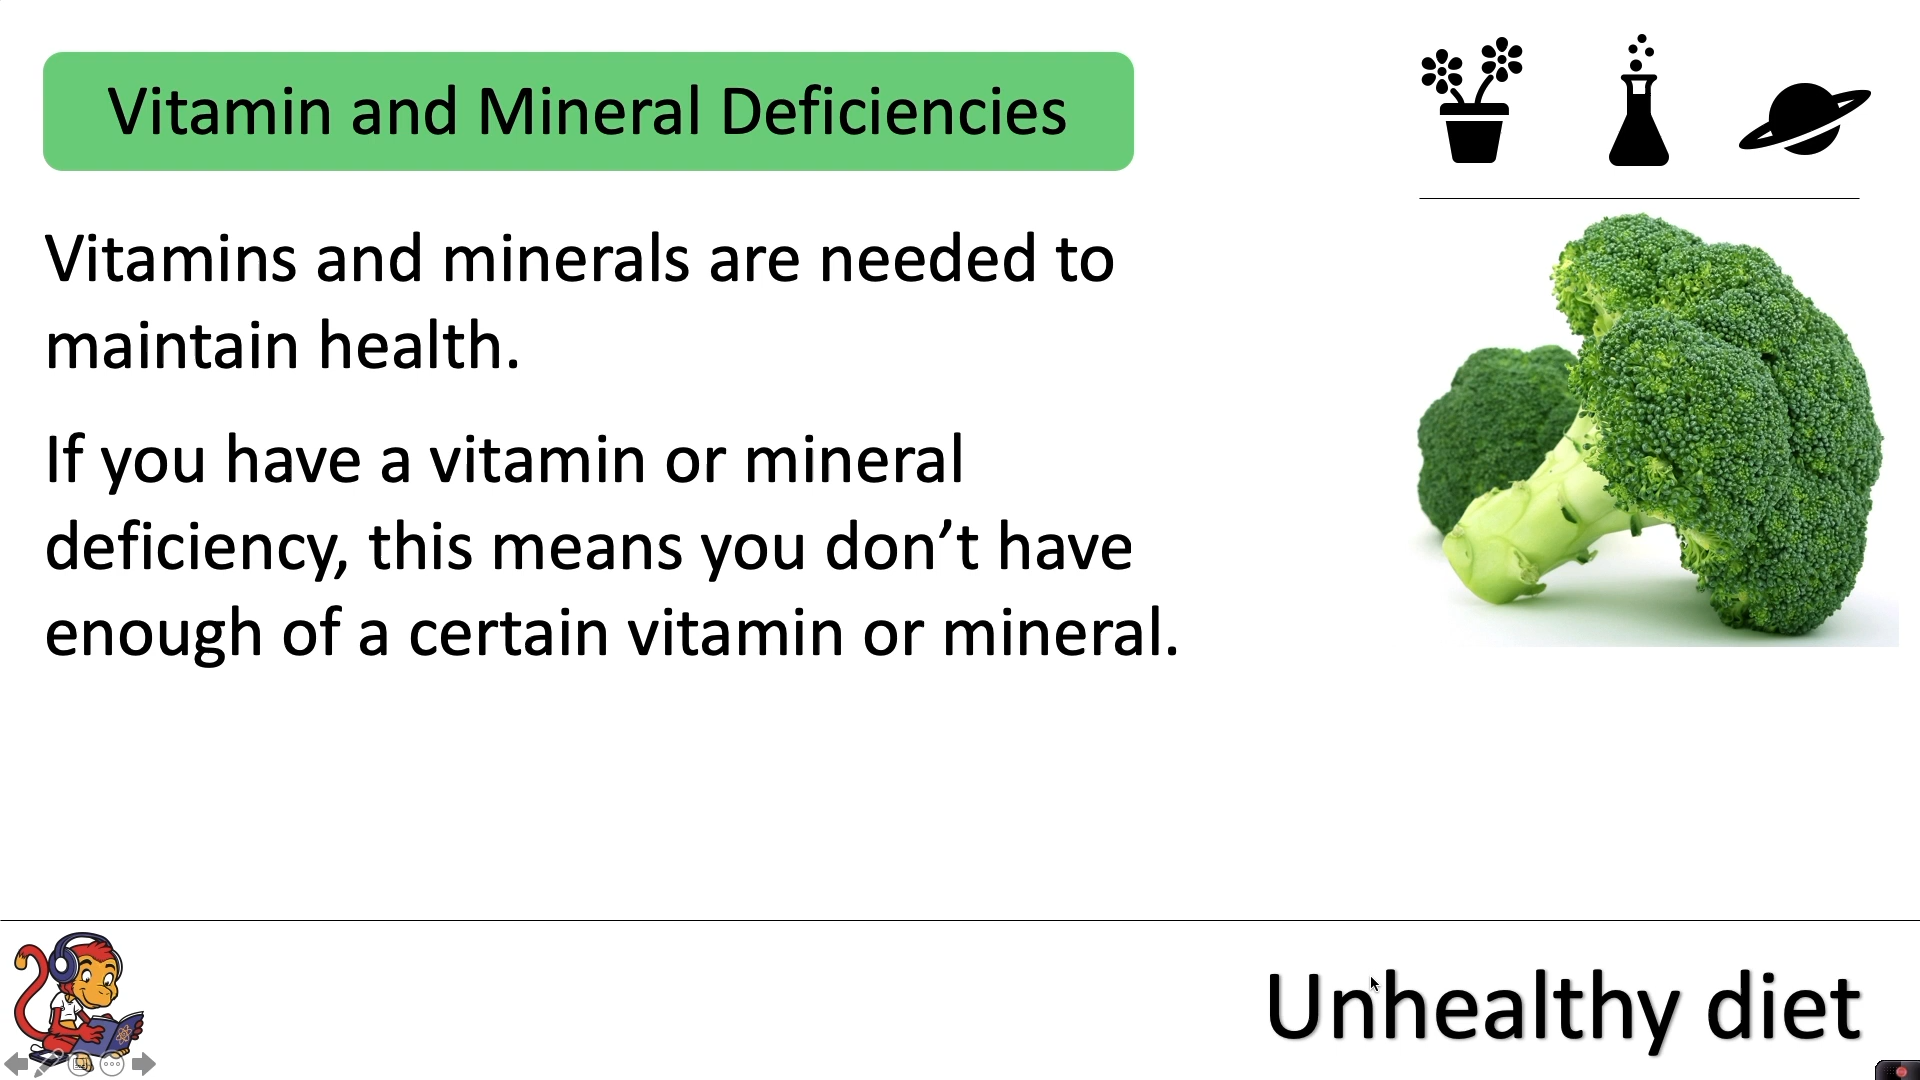 Vitamin and Mineral Deficiencies
Vitamins and minerals are needed to
maintain health.
If you have a vitamin or mineral
deficiency, this means you don’t have
enough of a certain vitamin or mineral.
Unhealthy diet